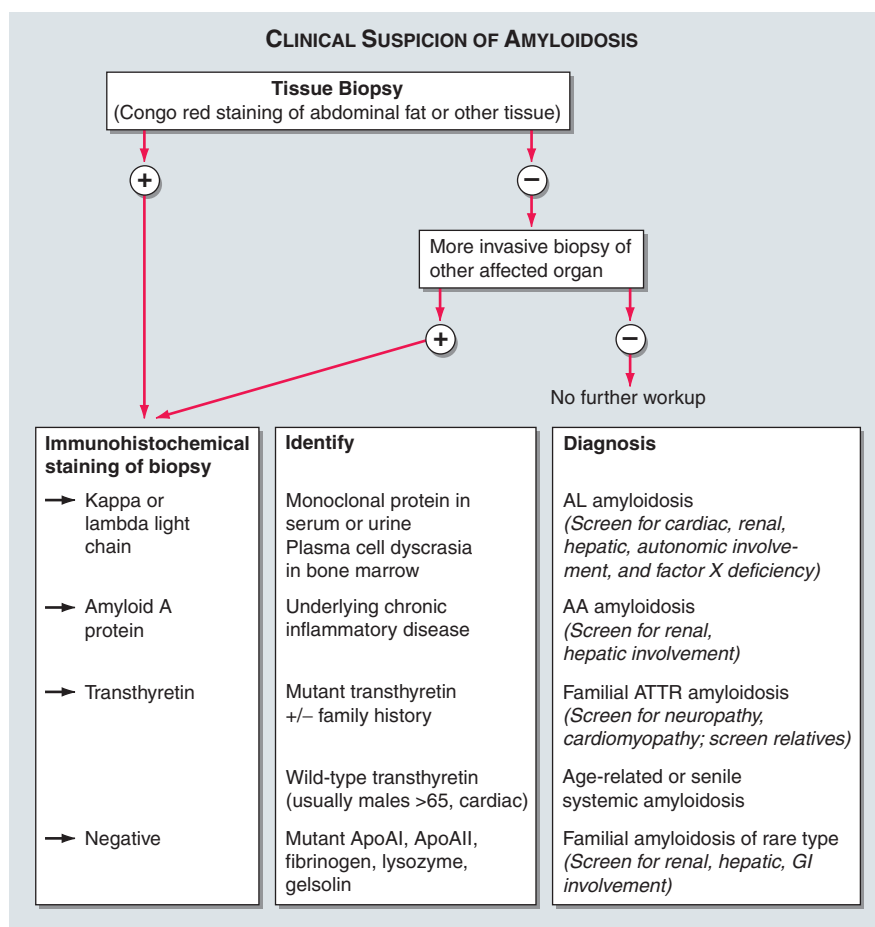 CLINICAL SUSPICION OF AMYLOIDOSIS
Tissue Biopsy
(Congo red staining of abdominal fat or other tissue)
+
−
More invasive biopsy of
other affected organ
+
−
No further workup
Immunohistochemical
staining of biopsy
Kappa or
lambda light
chain
Amyloid A
protein
Transthyretin
Negative
Identify
Monoclonal protein in
serum or urine
Plasma cell dyscrasia
in bone marrow
Underlying chronic
inflammatory disease
Mutant transthyretin
+/− family history
Wild-type transthyretin
(usually males >65, cardiac)
Mutant ApoAI, ApoAII,
fibrinogen, lysozyme,
gelsolin
Diagnosis
AL amyloidosis
(Screen for cardiac, renal,
hepatic, autonomic involve-
ment, and factor X deficiency)
AA amyloidosis
(Screen for renal,
hepatic involvement)
Familial ATTR amyloidosis
(Screen for neuropathy,
cardiomyopathy; screen relatives)
Age-related or senile
systemic amyloidosis
Familial amyloidosis of rare type
(Screen for renal, hepatic, GI
involvement)